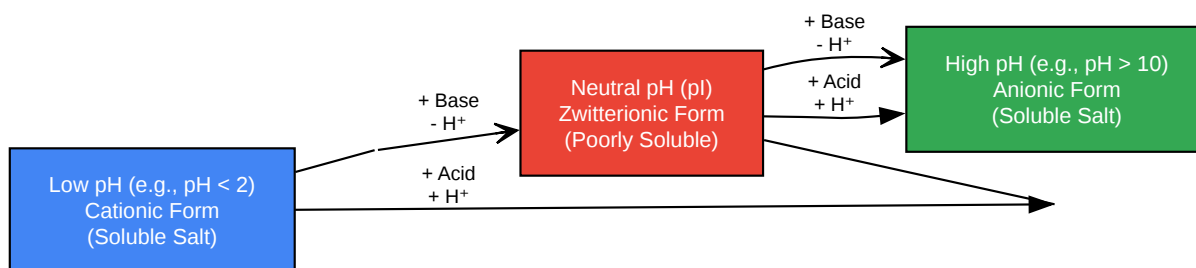 Low pH (e.g., pH < 2)
Cationic Form
(Soluble Salt)
+ Base
- H⁺
+ Acid
+ H⁺
Neutral pH (pI)
Zwitterionic Form
(Poorly Soluble)
+ Base
- H⁺
+ Acid
+ H⁺
High pH (e.g., pH > 10)
Anionic Form
(Soluble Salt)